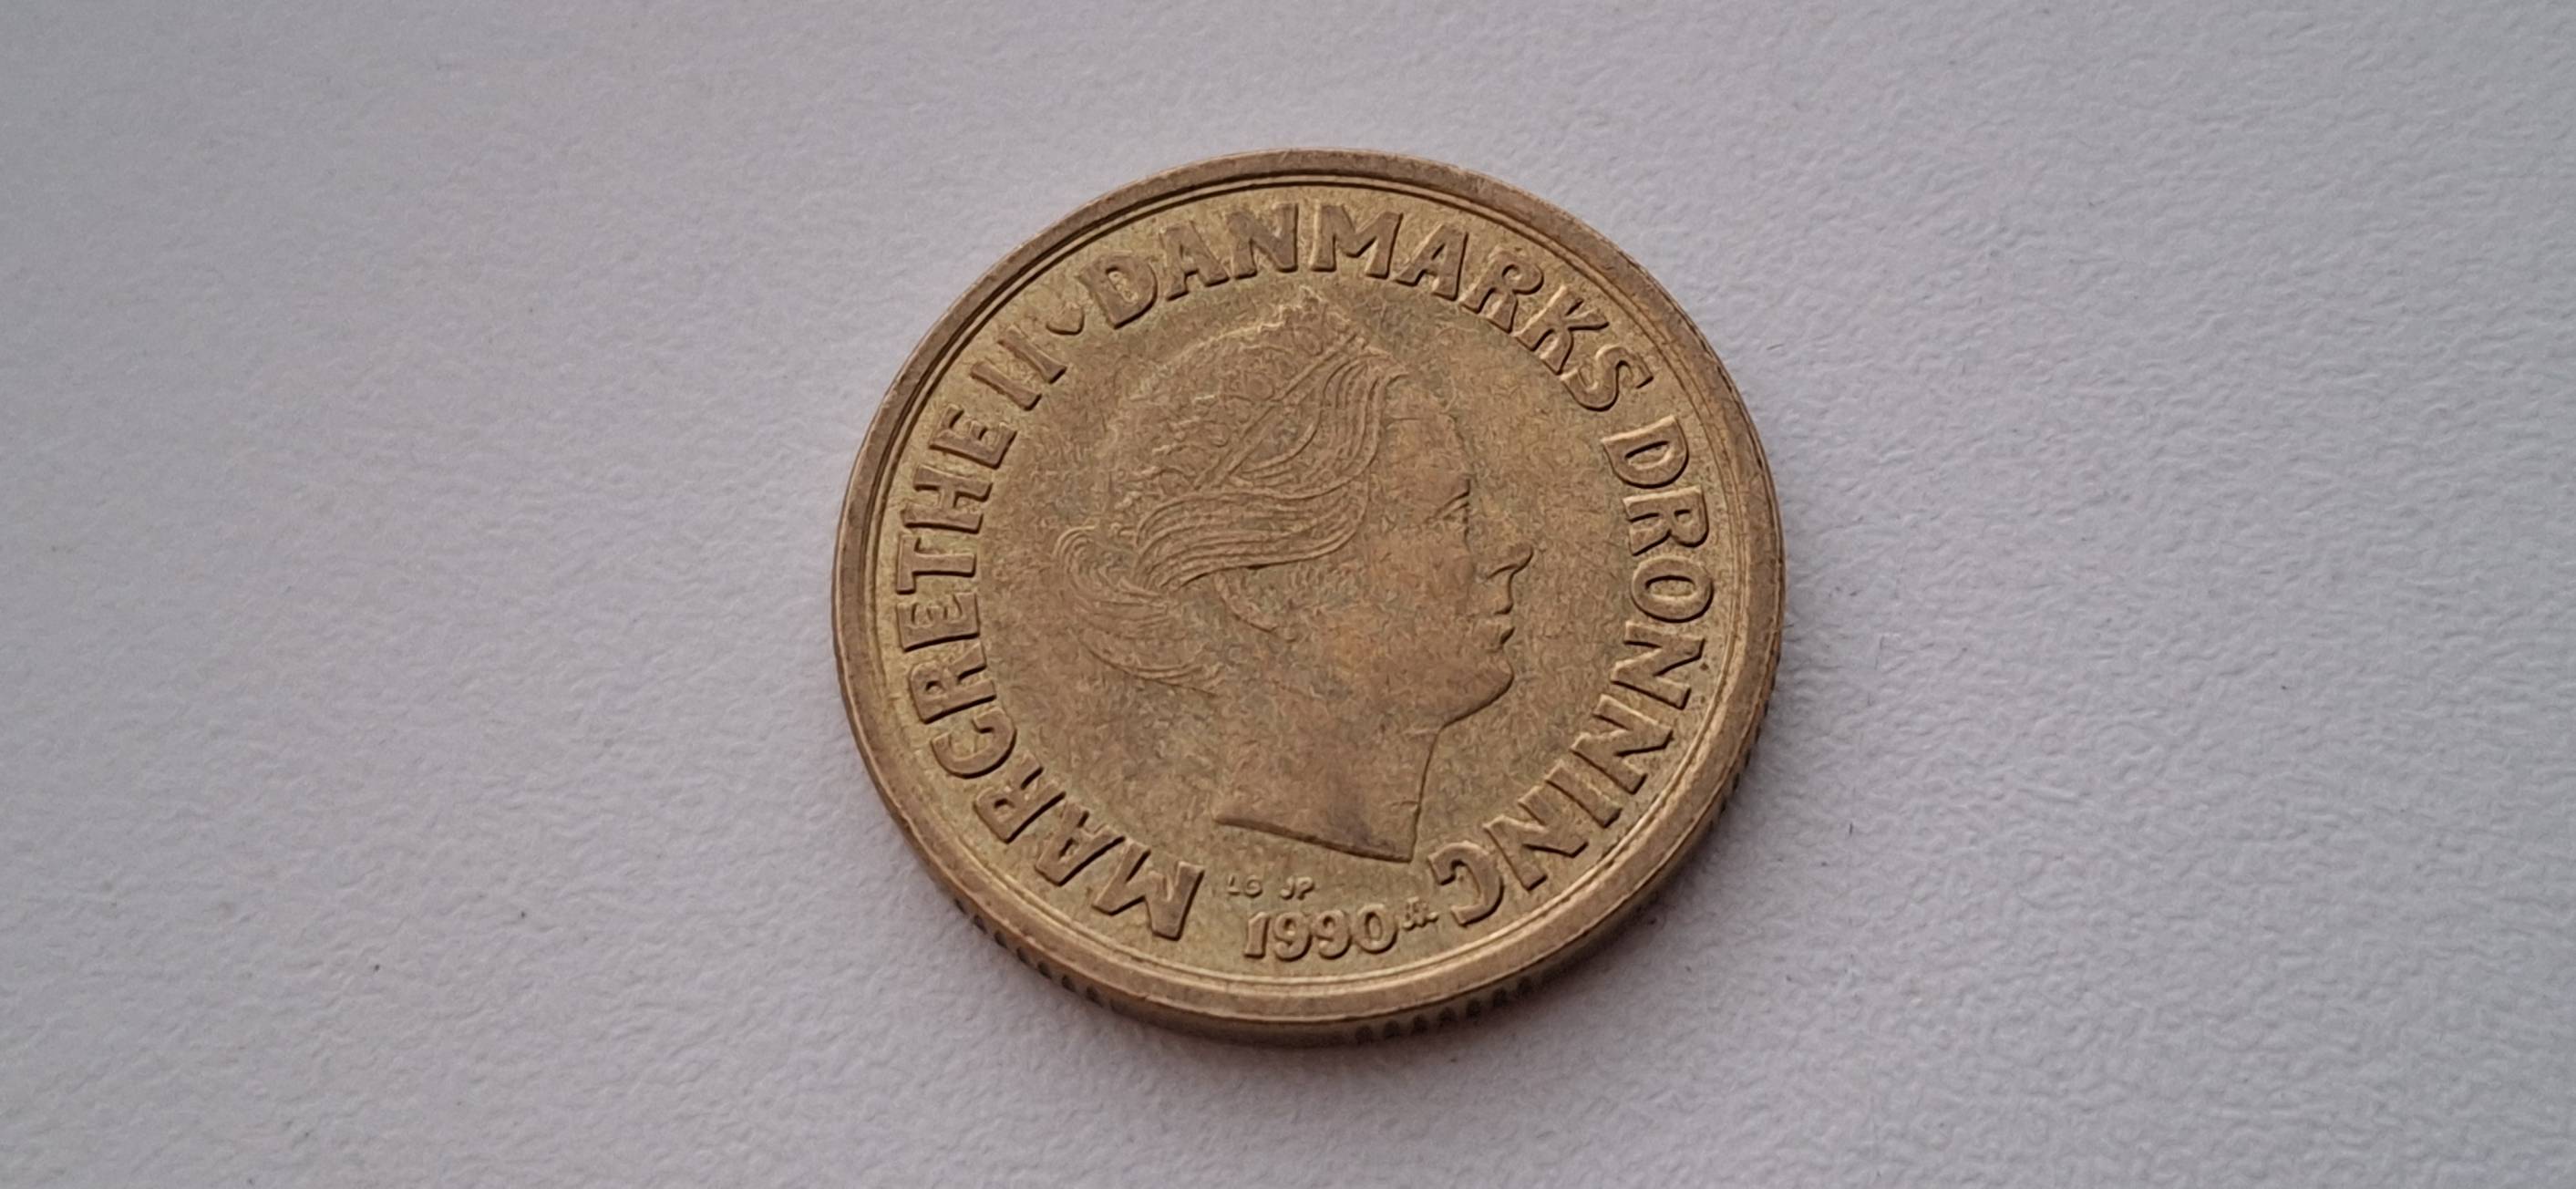 MARGRETHE II DANMARKS DRONNING
LG JP
1990